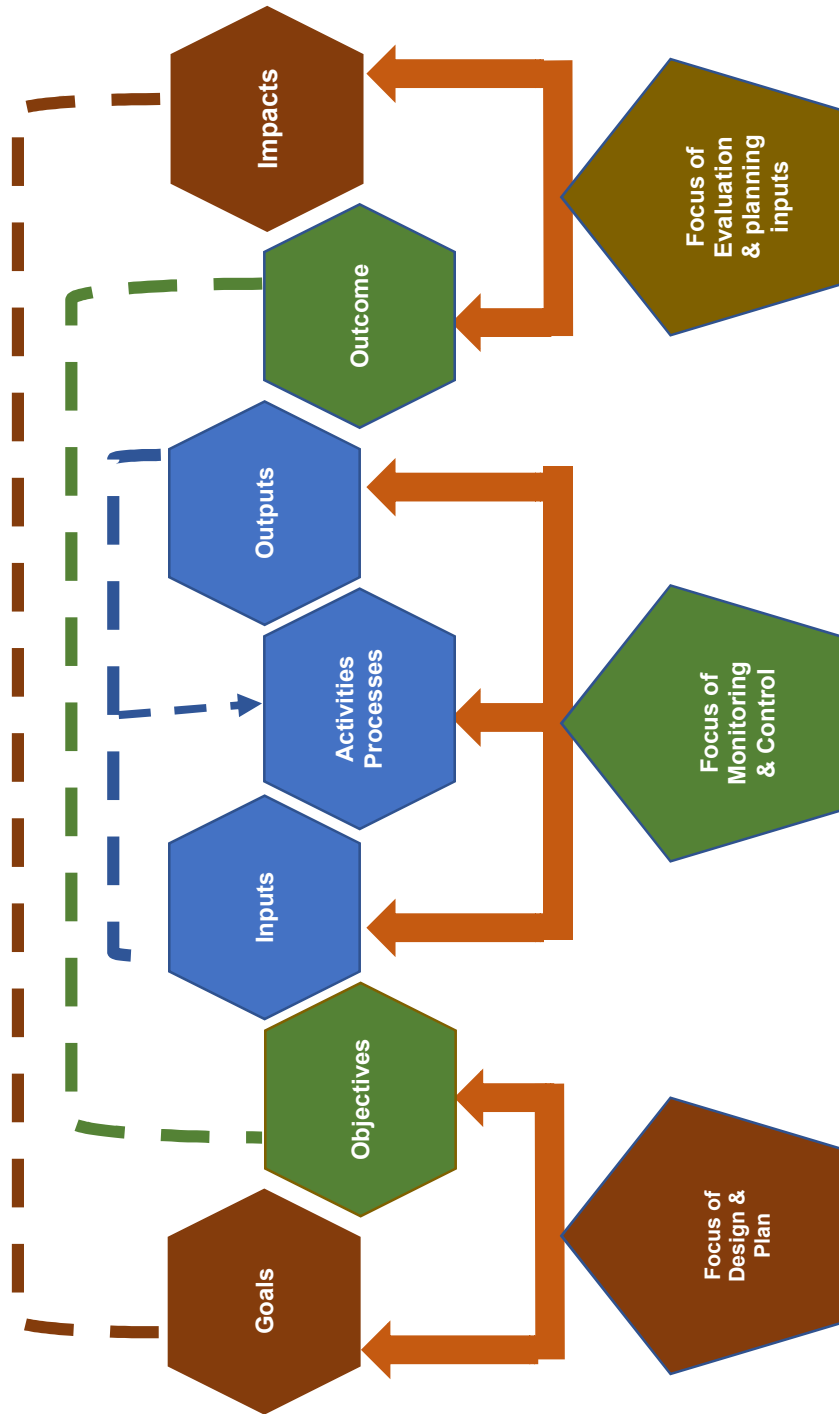 Goals
Objectives
Inputs
Activities
Processes
Outputs
Outcome
Impacts
Focus of
Design &
Plan
Focus of
Monitoring
& Control
Focus of
Evaluation
& planning
inputs